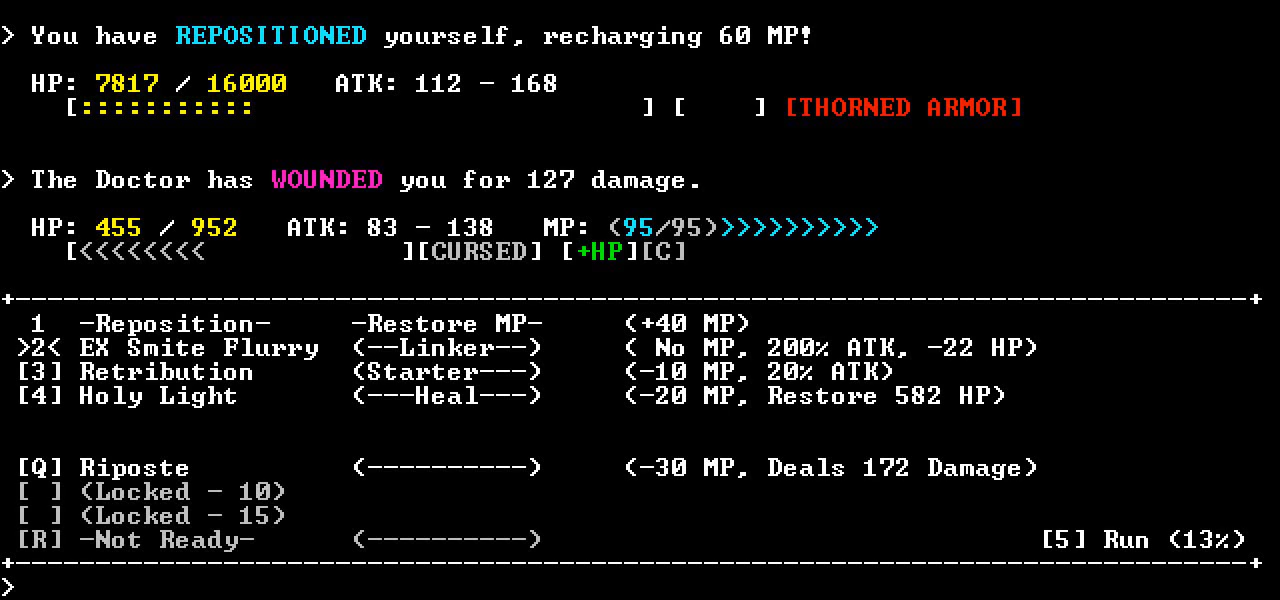 > You have REPOSITIONED yourself, recharging 60 MP!
HP: 7817 / 16000   ATK: 112 - 168
[:::::::::::                        ] [    ] [THORNED ARMOR]
> The Doctor has WOUNDED you for 127 damage.
HP: 455 / 952   ATK: 83 - 138   MP: (95/95)>>>>>>>>>>
[<<<<<<<<            ][CURSED] [+HP][C]
1  -Reposition-     -Restore MP-     (+40 MP)
>2< EX Smite Flurry  (--Linker--)     ( No MP, 200% ATK, -22 HP)
[3] Retribution      (Starter---)     (-10 MP, 20% ATK)
[4] Holy Light       (---Heal---)     (-20 MP, Restore 582 HP)
[Q] Riposte          (----------)     (-30 MP, Deals 172 Damage)
[ ] (Locked - 10)
[ ] (Locked - 15)
[R] -Not Ready-      (----------)                               [5] Run (13%)
>